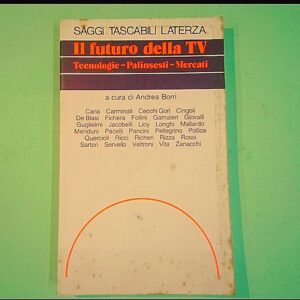 SAGGI TASCABILI LATERZA
Il futuro della TV
Tecnologie - Palinsesti - Mercati
a cura di Andrea Borri
Caria Carminati Cecchi Gori Cingoli
De Blasi Fichera Follini Gamaleri Giovalli
Guglielmi Jacobelli Lioy Longhi Mallardo
Menduni Pacelli Pancini Pellegrino Pollice
Quercioli Ricci Richeri Rizza Rossi
Sartori Servello Veltroni Vita Zanacchi